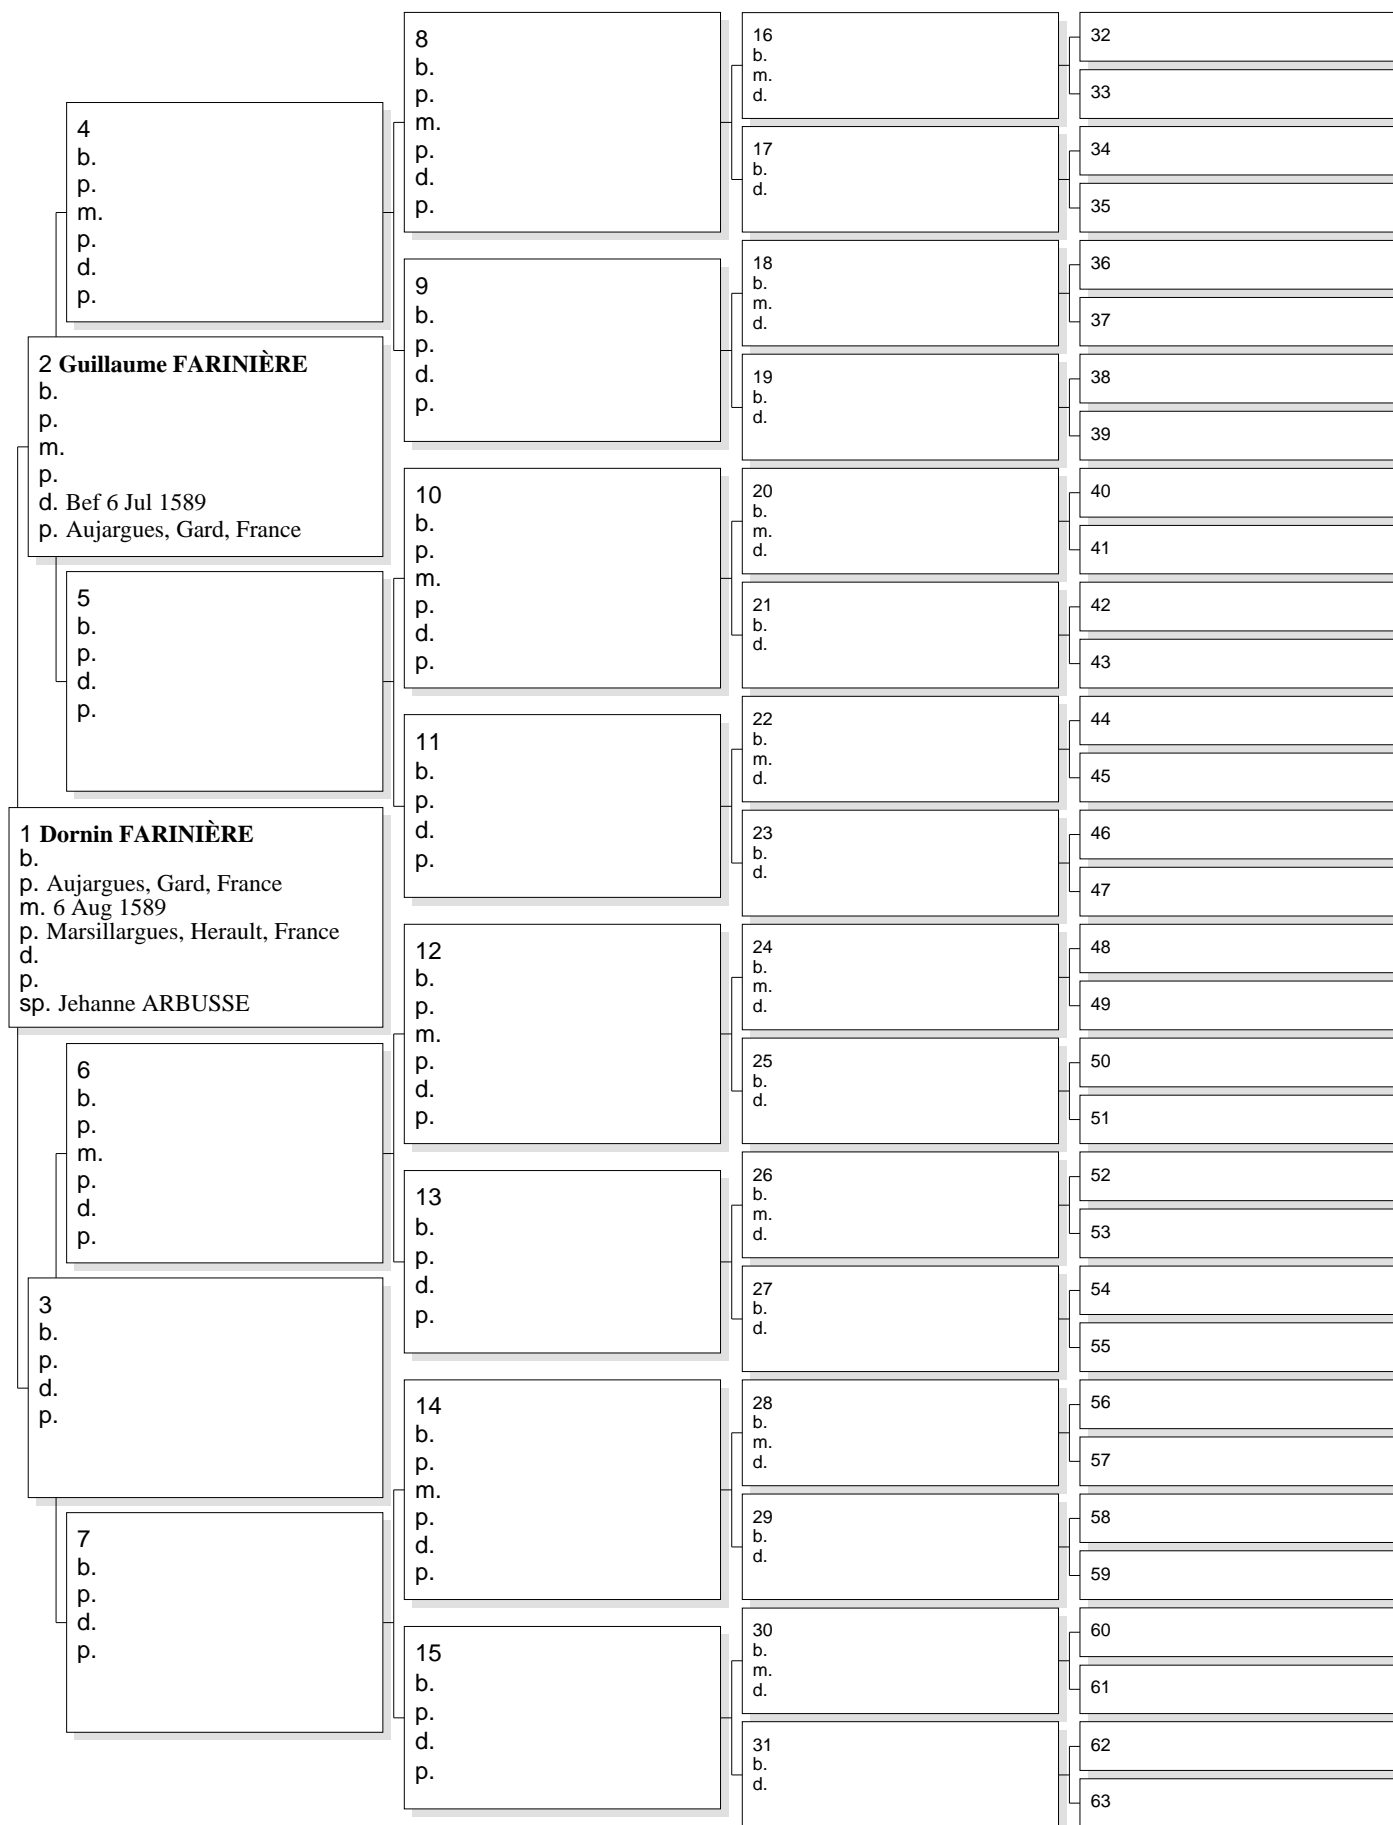 4
b.
p.
m.
p.
d.
p.
2 Guillaume FARINIÈRE
b.
p.
m.
p.
d. Bef 6 Jul 1589
p. Aujargues, Gard, France
5
b.
p.
d.
p.
1 Dornin FARINIÈRE
b.
p. Aujargues, Gard, France
m. 6 Aug 1589
p. Marsillargues, Herault, France
d.
p.
sp. Jehanne ARBUSSE
6
b.
p.
m.
p.
d.
p.
3
b.
p.
d.
p.
7
b.
p.
d.
p.
8
b.
p.
m.
p.
d.
p.
9
b.
p.
d.
p.
10
b.
p.
m.
p.
d.
p.
11
b.
p.
d.
p.
12
b.
p.
m.
p.
d.
p.
13
b.
p.
d.
p.
14
b.
p.
m.
p.
d.
p.
15
b.
p.
d.
p.
16
b.
m.
d.
17
b.
d.
18
b.
m.
d.
19
b.
d.
20
b.
m.
d.
21
b.
d.
22
b.
m.
d.
23
b.
d.
24
b.
m.
d.
25
b.
d.
26
b.
m.
d.
27
b.
d.
28
b.
m.
d.
29
b.
d.
30
b.
m.
d.
31
b.
d.
32
33
34
35
36
37
38
39
40
41
42
43
44
45
46
47
48
49
50
51
52
53
54
55
56
57
58
59
60
61
62
63